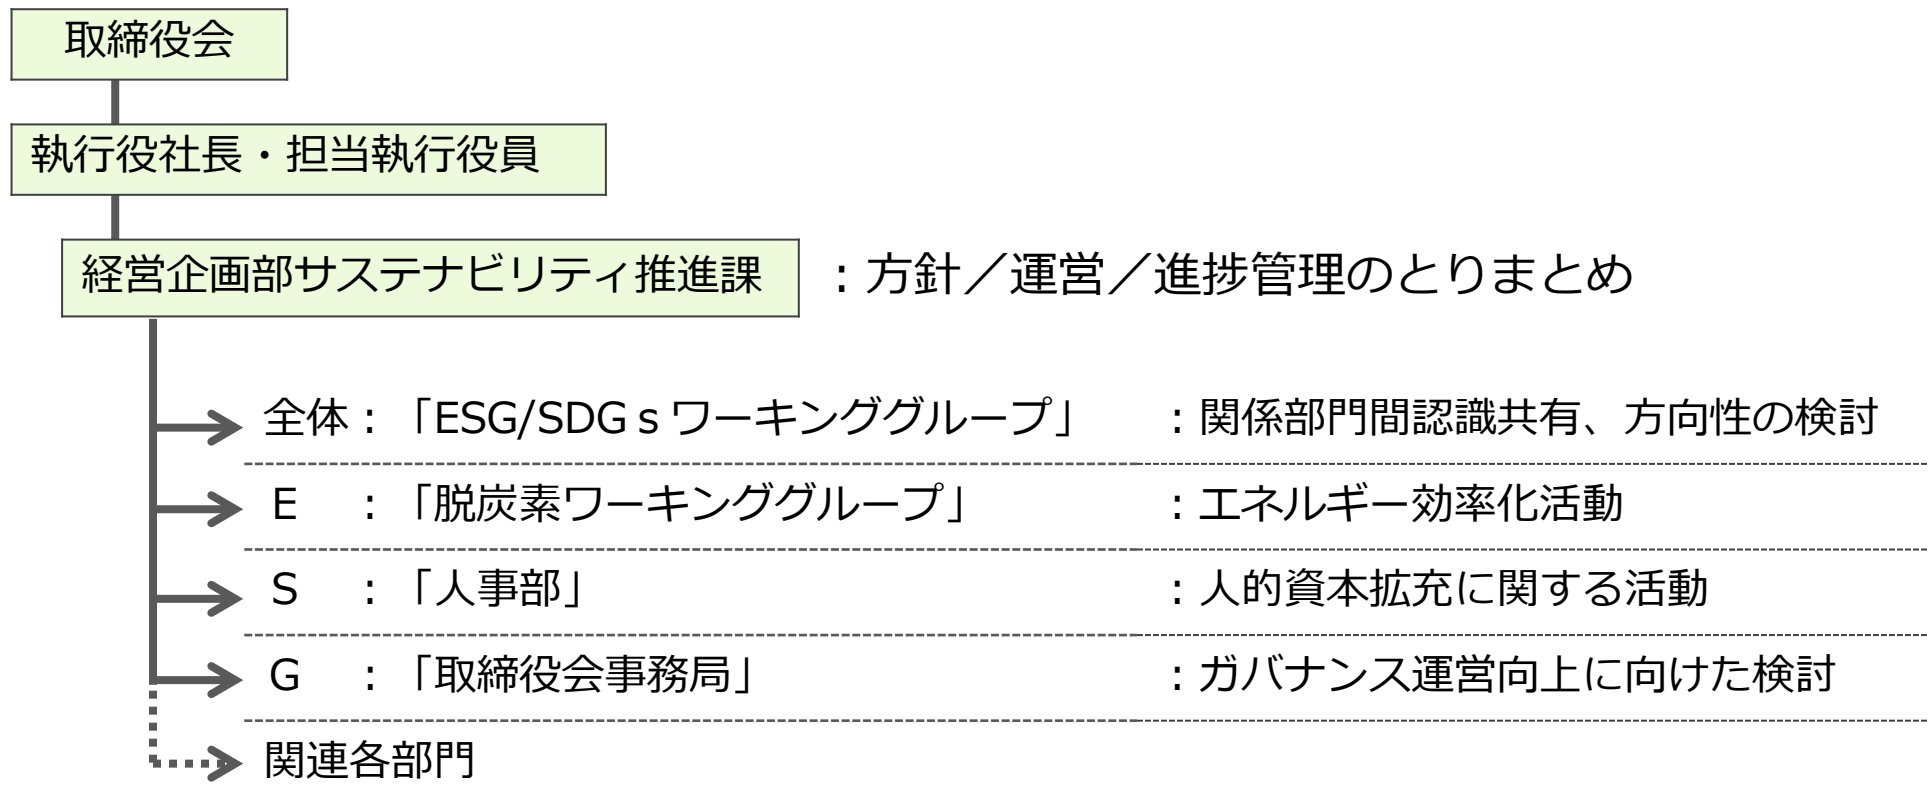 取締役会
執行役社長・担当執行役員
経営企画部サステナビリティ推進課 ：方針／運営／進捗管理のとりまとめ
全体：「ESG/SDGｓワーキンググループ」 ：関係部門間認識共有、方向性の検討
E ：「脱炭素ワーキンググループ」 ：エネルギー効率化活動
S ：「人事部」 ：人的資本拡充に関する活動
G ：「取締役会事務局」 ：ガバナンス運営向上に向けた検討
関連各部門